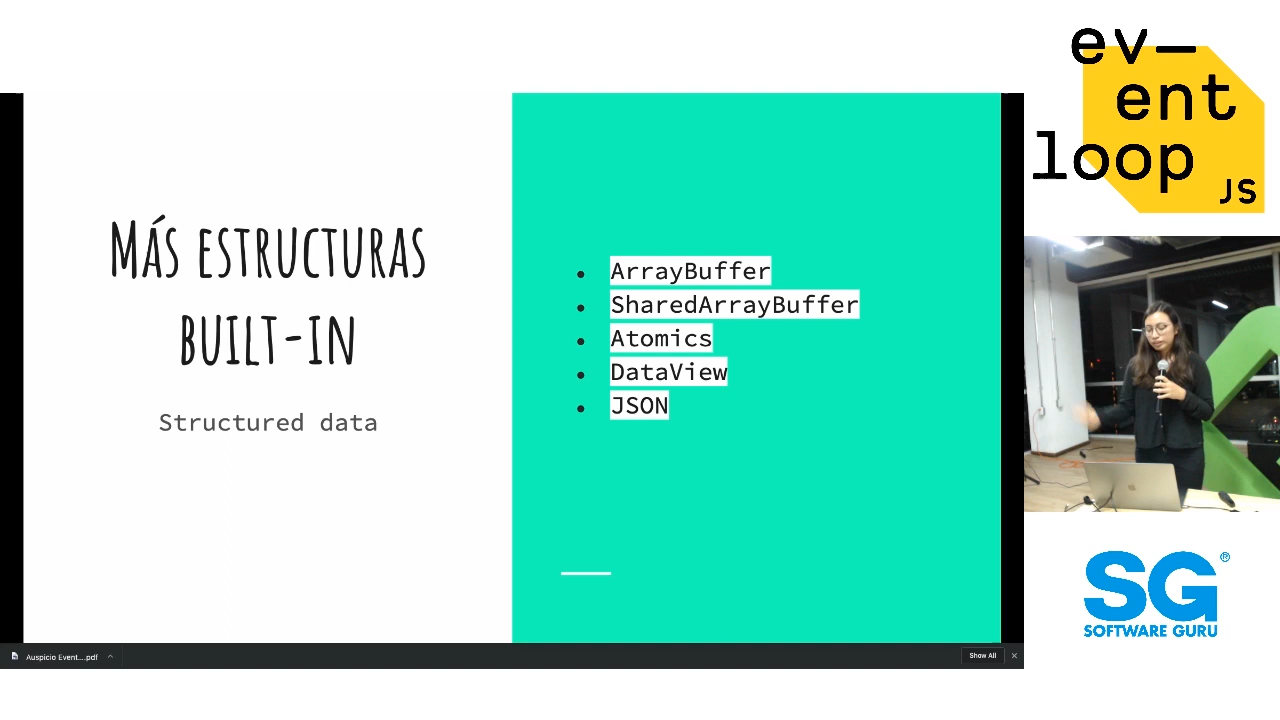 MÁS ESTRUCTURAS
BUILT-IN
Structured data
ArrayBuffer
SharedArrayBuffer
Atomics
DataView
JSON
Auspicio Event....pdf
Show All
ev—
ent
loop
JS
SG®
SOFTWARE GURU